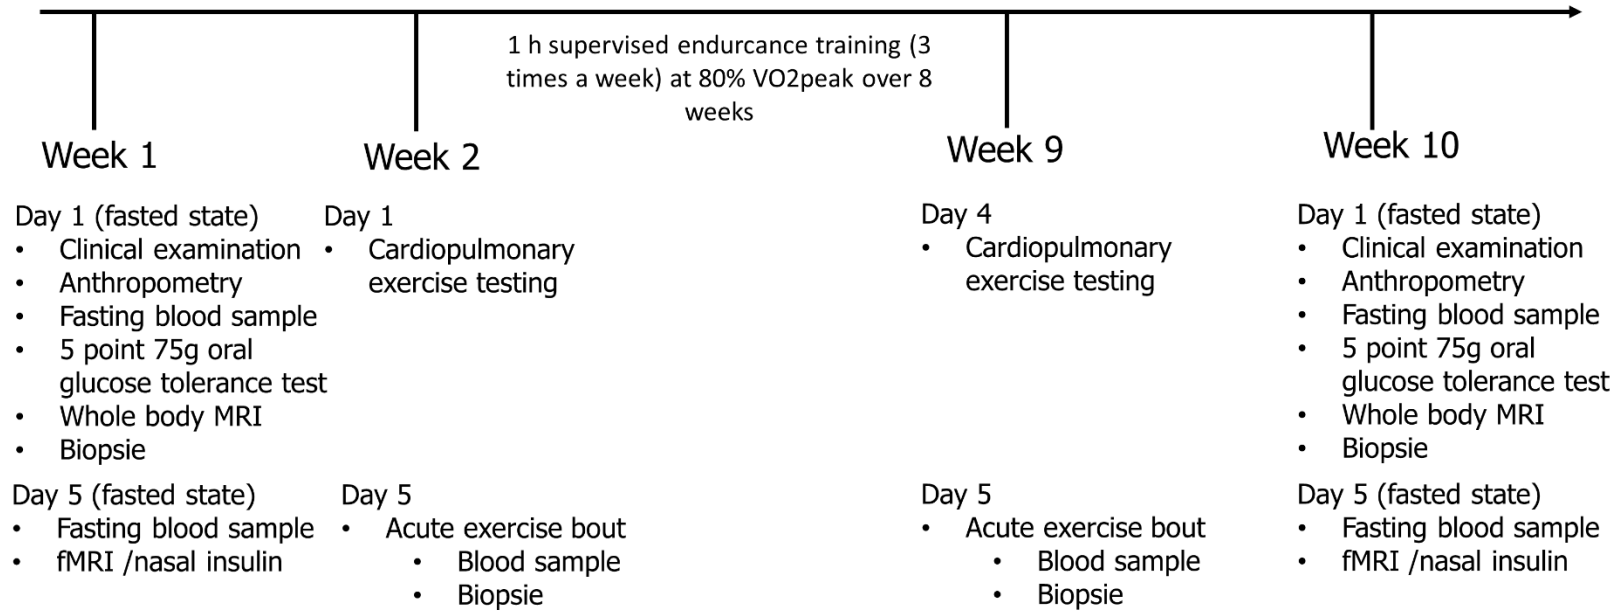 1 h supervised endurcance training (3
times a week) at 80% VO2peak over 8
weeks
Week 1
Day 1 (fasted state)
• Clinical examination
• Anthropometry
• Fasting blood sample
• 5 point 75g oral
glucose tolerance test
• Whole body MRI
• Biopsie
Day 5 (fasted state)
• Fasting blood sample
• fMRI /nasal insulin
Week 2
Day 1
• Cardiopulmonary
exercise testing
Day 5
• Acute exercise bout
• Blood sample
• Biopsie
Week 9
Day 4
• Cardiopulmonary
exercise testing
Day 5
• Acute exercise bout
• Blood sample
• Biopsie
Week 10
Day 1 (fasted state)
• Clinical examination
• Anthropometry
• Fasting blood sample
• 5 point 75g oral
glucose tolerance test
• Whole body MRI
• Biopsie
Day 5 (fasted state)
• Fasting blood sample
• fMRI /nasal insulin